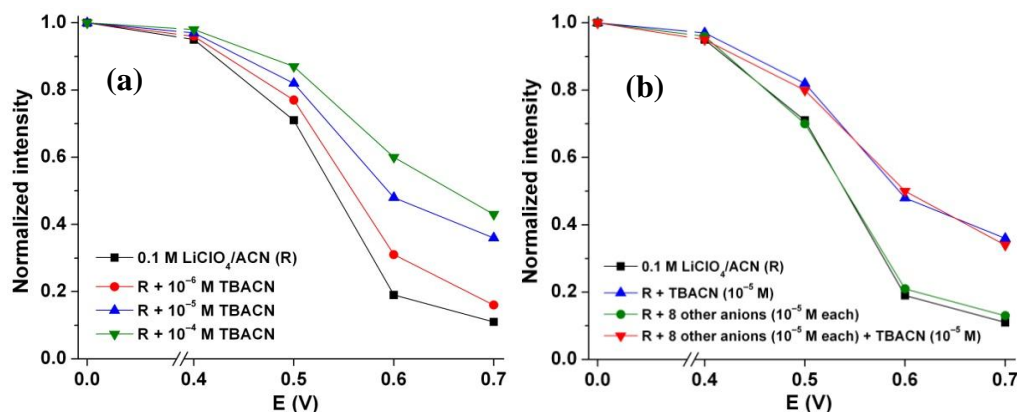 (a)
Normalized intensity
1.0
0.8
0.6
0.4
0.2
0.0
0.1 M LiClO₄/ACN (R)
R + 10⁻⁶ M TBACN
R + 10⁻⁵ M TBACN
R + 10⁻⁴ M TBACN
0.0 0.4 0.5 0.6 0.7
E (V)
(b)
Normalized intensity
1.0
0.8
0.6
0.4
0.2
0.0
0.1 M LiClO₄/ACN (R)
R + TBACN (10⁻⁵ M)
R + 8 other anions (10⁻⁵ M each)
R + 8 other anions (10⁻⁵ M each) + TBACN (10⁻⁵ M)
0.0 0.4 0.5 0.6 0.7
E (V)